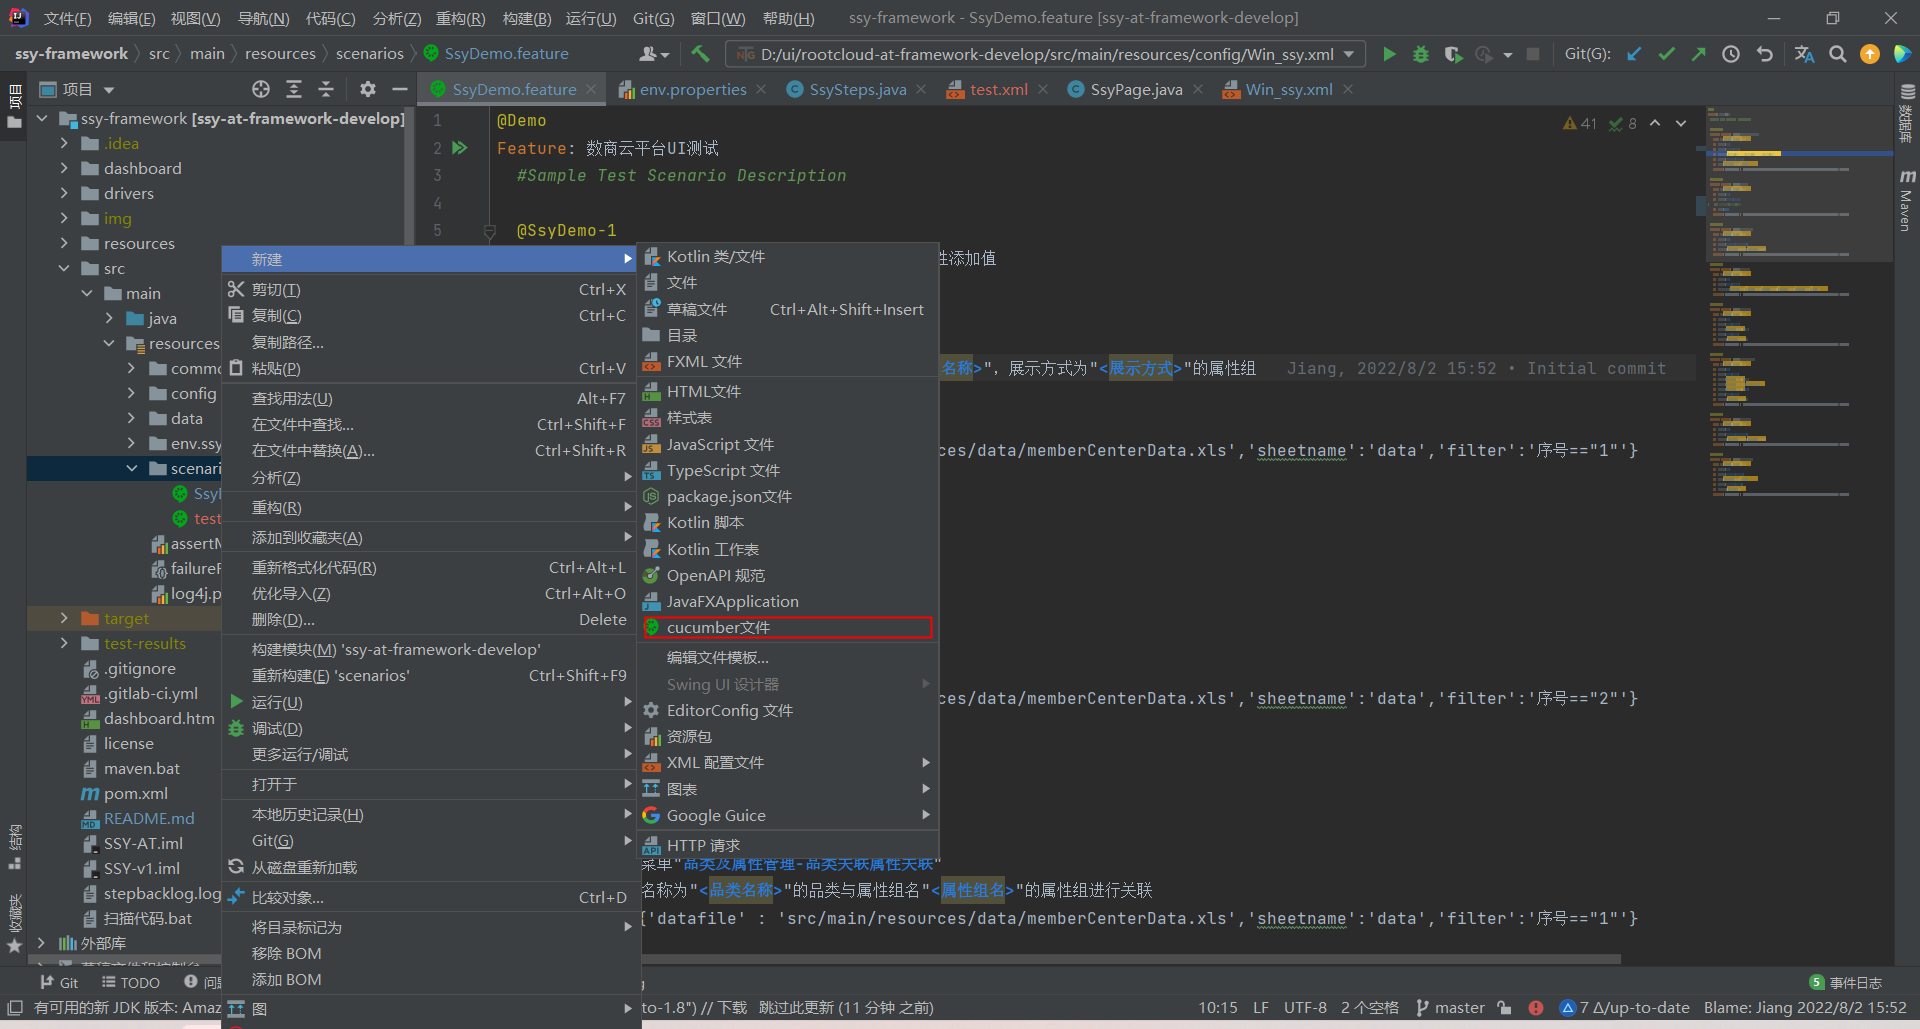 文件(F) 编辑(E) 视图(V) 导航(N) 代码(C) 分析(Z) 重构(R) 构建(B) 运行(U) Git(G) 窗口(W) 帮助(H) ssy-framework - SsyDemo.feature [ssy-at-framework-develop]
ssy-framework src main resources scenarios SsyDemo.feature D:/ui/rootcloud-at-framework-develop/src/main/resources/config/Win_ssy.xml Git(G):
项目 SsyDemo.feature env.properties SsySteps.java test.xml SsyPage.java Win_ssy.xml
项目
数据库
Maven
结构
收藏夹
ssy-framework [ssy-at-framework-develop]
.idea
dashboard
drivers
img
resources
src
main
java
resources
config
data
env.ssy
target
test-results
.gitignore
.gitlab-ci.yml
dashboard.htm
license
maven.bat
pom.xml
README.md
SSY-AT.iml
SSY-v1.iml
stepbacklog.log
扫描代码.bat
外部库
1 @Demo
2 Feature: 数商云平台UI测试
3 #Sample Test Scenario Description
4
5 @SsyDemo-1
41 8
性添加值
名称>", 展示方式为"<展示方式>"的属性组 Jiang, 2022/8/2 15:52 • Initial commit
ces/data/memberCenterData.xls','sheetname':'data','filter':'序号=="1"'}
ces/data/memberCenterData.xls','sheetname':'data','filter':'序号=="2"'}
菜单"品类及属性管理-品类关联属性关联"
名称为"<品类名称>"的品类与属性组名"<属性组名>"的属性组进行关联
{'datafile' : 'src/main/resources/data/memberCenterData.xls','sheetname':'data','filter':'序号=="1"'}
新建
剪切(T) Ctrl+X
复制(C) Ctrl+C
复制路径...
粘贴(P) Ctrl+V
查找用法(U) Alt+F7
在文件中查找... Ctrl+Shift+F
在文件中替换(A)... Ctrl+Shift+R
分析(Z)
重构(R)
添加到收藏夹(A)
重新格式化代码(R) Ctrl+Alt+L
优化导入(Z) Ctrl+Alt+O
删除(D)... Delete
构建模块(M) 'ssy-at-framework-develop'
重新构建(E) 'scenarios' Ctrl+Shift+F9
运行(U)
调试(D)
更多运行/调试
打开于
本地历史记录(H)
Git(G)
从磁盘重新加载
比较对象... Ctrl+D
将目录标记为
移除 BOM
添加 BOM
图
Kotlin 类/文件
文件
草稿文件 Ctrl+Alt+Shift+Insert
目录
FXML 文件
HTML文件
样式表
JavaScript 文件
TypeScript 文件
package.json文件
Kotlin 脚本
Kotlin 工作表
OpenAPI 规范
JavaFXApplication
cucumber文件
编辑文件模板...
Swing UI 设计器
EditorConfig 文件
资源包
XML 配置文件
图表
Google Guice
HTTP 请求
Git TODO 5 事件日志
有可用的新 JDK 版本: Amaz to-1.8") // 下载 跳过此更新 (11 分钟 之前) 10:15 LF UTF-8 2 个空格 master 7 Δ/up-to-date Blame: Jiang 2022/8/2 15:52